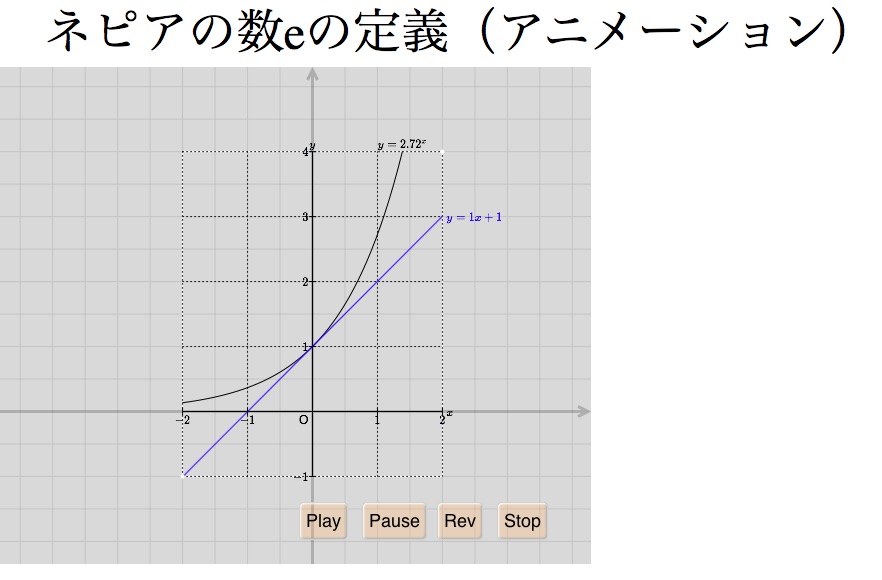 ネピアの数eの定義（アニメーション）
y
4
y = 2.72^x
3
y = 1x + 1
2
1
−2
−1
O
1
2
x
−1
Play
Pause
Rev
Stop